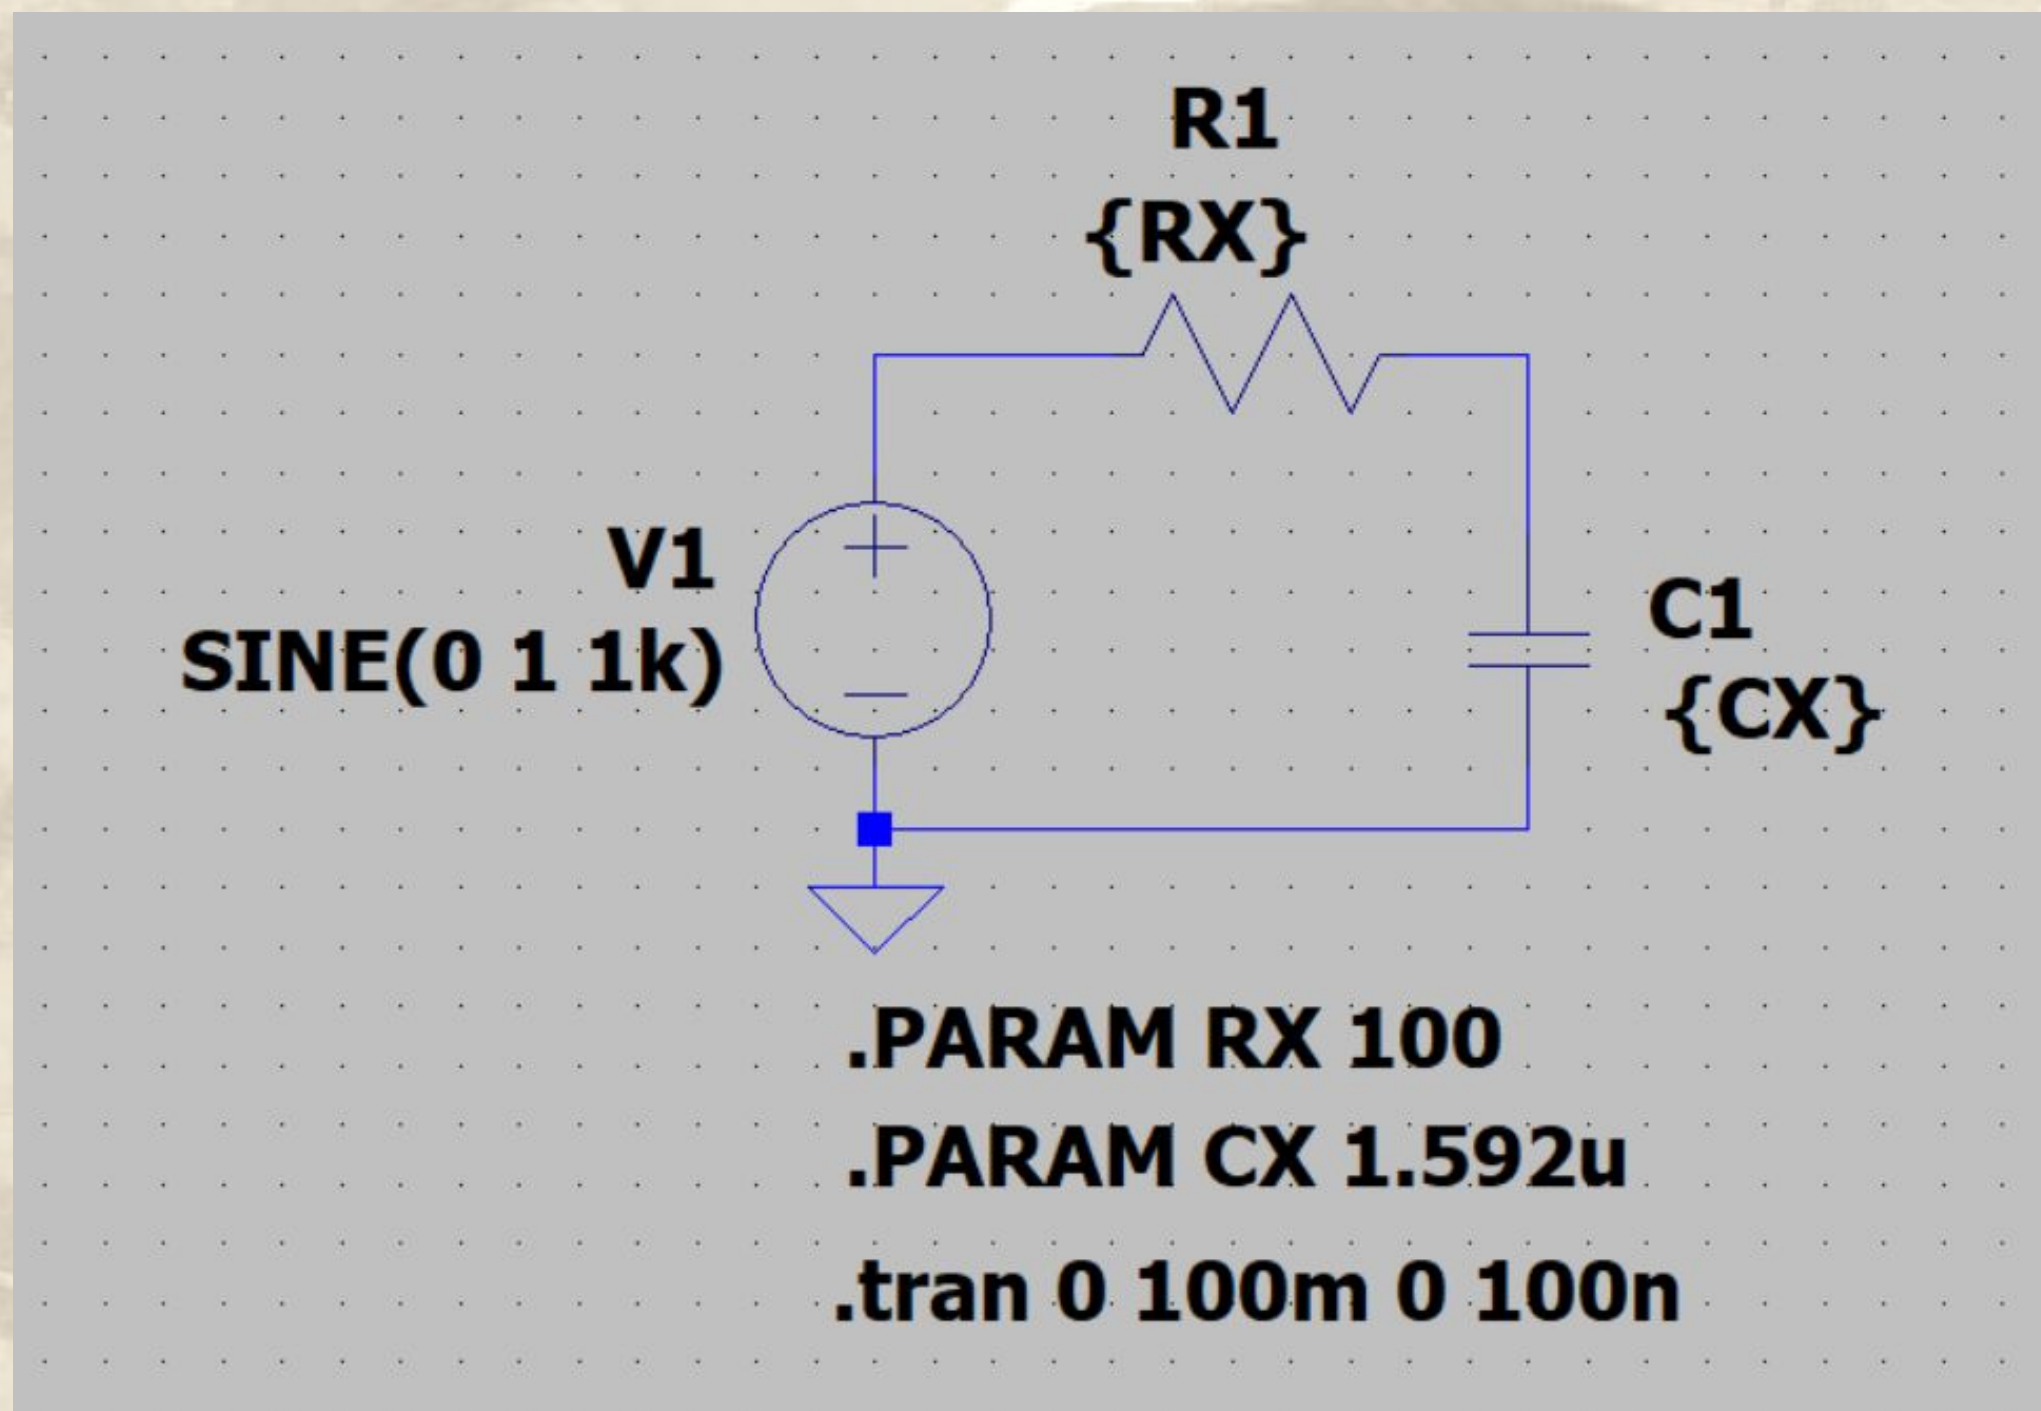 R1
{RX}
V1
SINE(0 1 1k)
C1
{CX}
.PARAM RX 100
.PARAM CX 1.592u
.tran 0 100m 0 100n